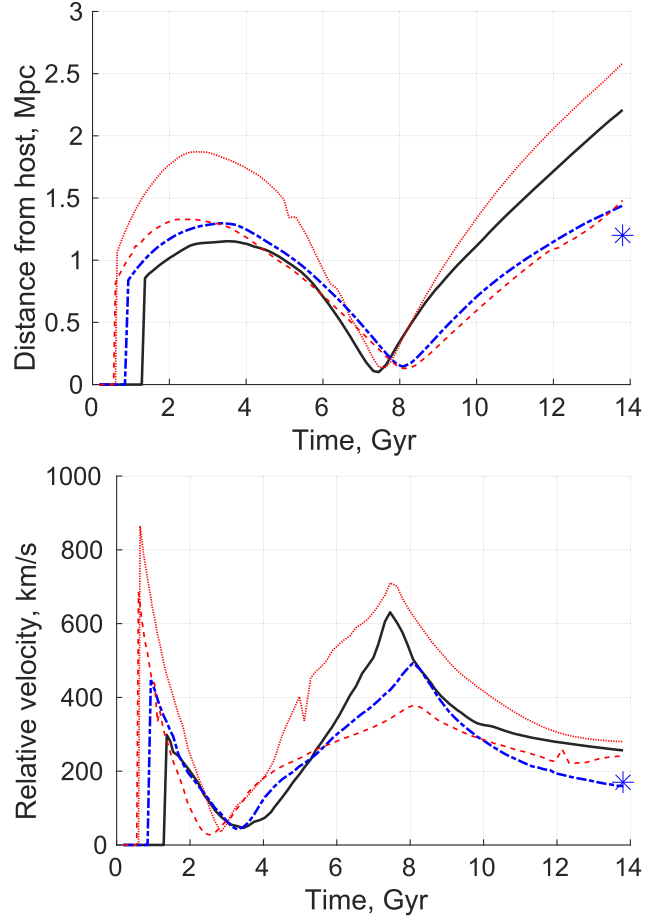 3
2.5
2
1.5
1
0.5
0
Distance from host, Mpc
0 2 4 6 8 10 12 14
Time, Gyr
1000
800
600
400
200
0
Relative velocity, km/s
0 2 4 6 8 10 12 14
Time, Gyr